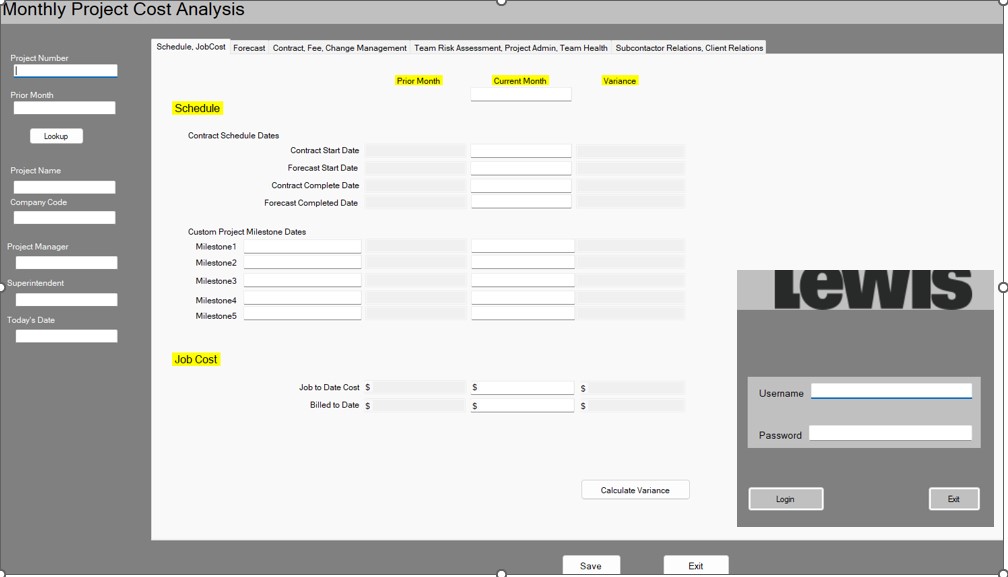 Monthly Project Cost Analysis
Schedule, JobCost Forecast Contract, Fee, Change Management Team Risk Assessment, Project Admin, Team Health Subcontactor Relations, Client Relations
Project Number
Prior Month
Lookup
Project Name
Company Code
Project Manager
Superintendent
Today's Date
Prior Month Current Month Variance
Schedule
Contract Schedule Dates
Contract Start Date
Forecast Start Date
Contract Complete Date
Forecast Completed Date
Custom Project Milestone Dates
Milestone1
Milestone2
Milestone3
Milestone4
Milestone5
Job Cost
Job to Date Cost $ $ $
Billed to Date $ $ $
Calculate Variance
Lewis
Username
Password
Login Exit
Save Exit